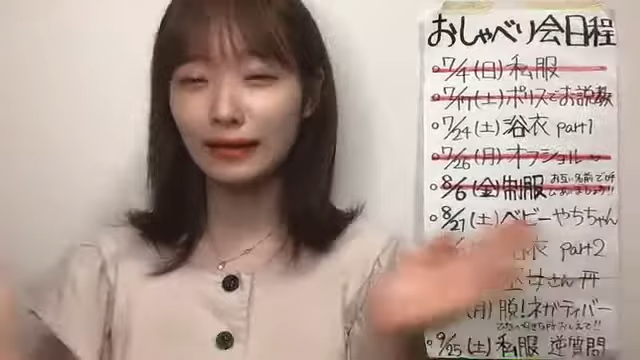 おしゃべり会日程
7/4(日)私服
7/17(土)ポリスでお説教
7/24(土)浴衣 part1
7/26(月)オフショル
8/6(金)制服 お互い名前で呼
びあいましょう!!
8/21(土)ベビーやちちゃん
衣 part2
母さん
(月)脱!ネガティバー
9/25(土)私服 逆質問